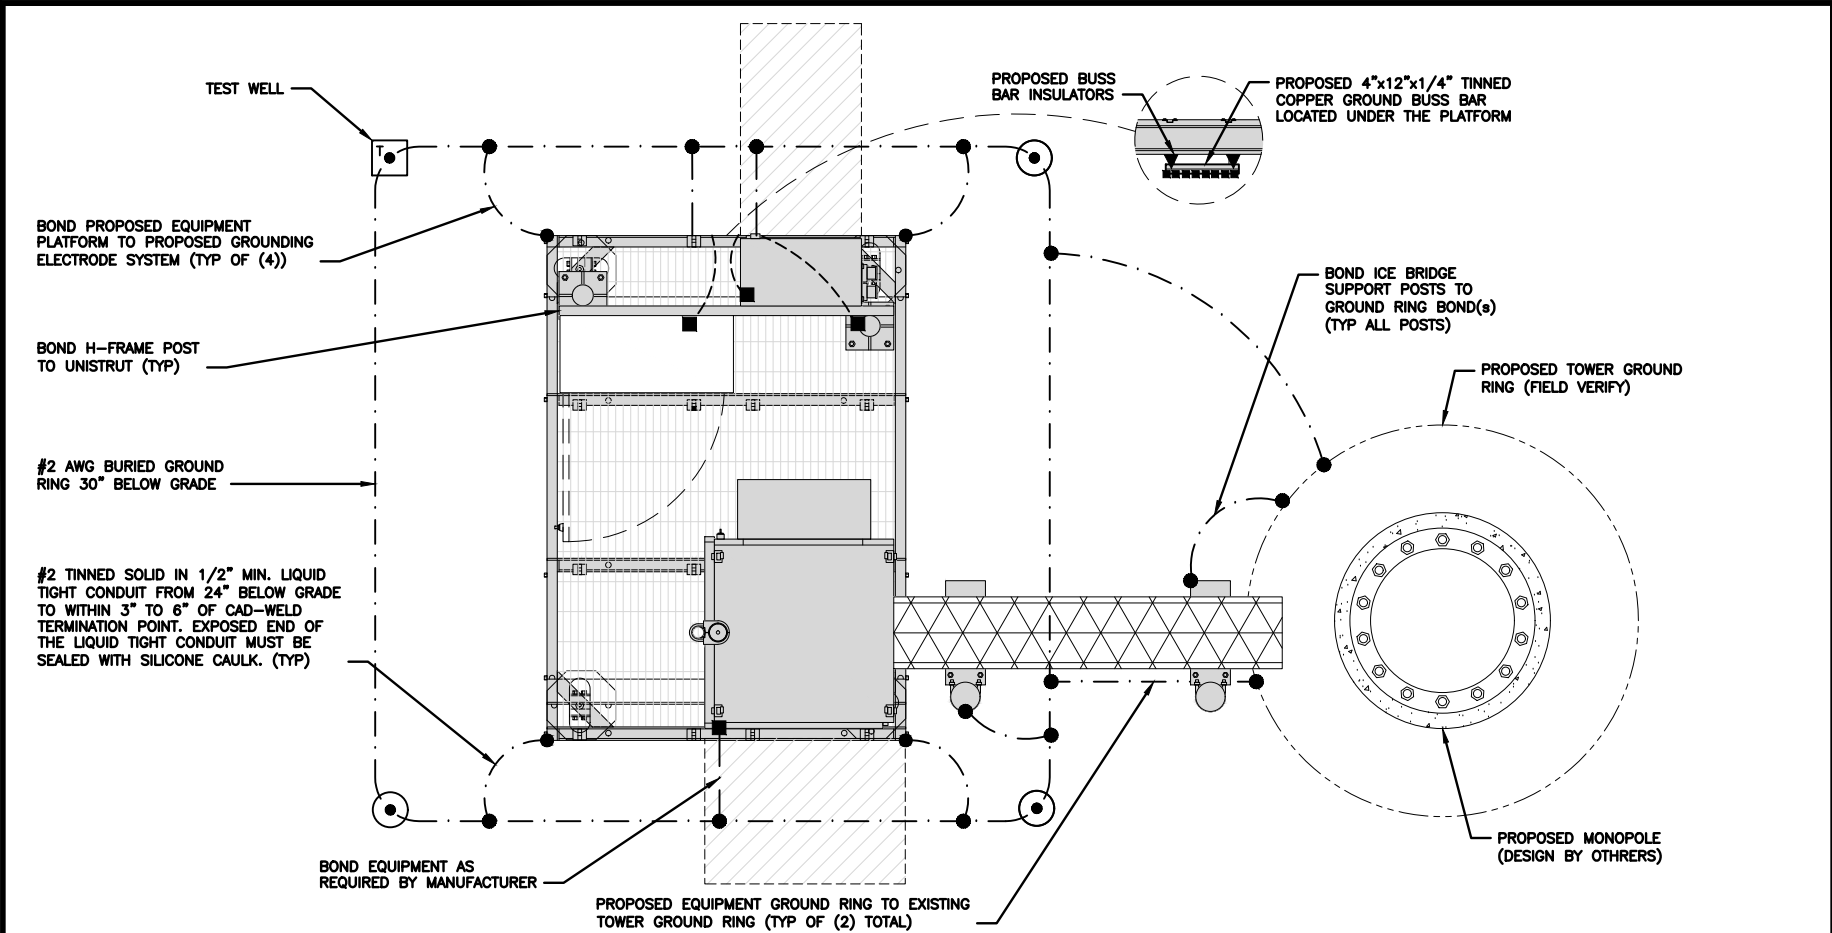 TEST WELL
T
PROPOSED BUSS
BAR INSULATORS
PROPOSED 4"x12"x1/4" TINNED
COPPER GROUND BUSS BAR
LOCATED UNDER THE PLATFORM
BOND PROPOSED EQUIPMENT
PLATFORM TO PROPOSED GROUNDING
ELECTRODE SYSTEM (TYP OF (4))
BOND ICE BRIDGE
SUPPORT POSTS TO
GROUND RING BOND(s)
(TYP ALL POSTS)
BOND H-FRAME POST
TO UNISTRUT (TYP)
PROPOSED TOWER GROUND
RING (FIELD VERIFY)
#2 AWG BURIED GROUND
RING 30" BELOW GRADE
#2 TINNED SOLID IN 1/2" MIN. LIQUID
TIGHT CONDUIT FROM 24" BELOW GRADE
TO WITHIN 3" TO 6" OF CAD-WELD
TERMINATION POINT. EXPOSED END OF
THE LIQUID TIGHT CONDUIT MUST BE
SEALED WITH SILICONE CAULK. (TYP)
PROPOSED MONOPOLE
(DESIGN BY OTHRERS)
BOND EQUIPMENT AS
REQUIRED BY MANUFACTURER
PROPOSED EQUIPMENT GROUND RING TO EXISTING
TOWER GROUND RING (TYP OF (2) TOTAL)